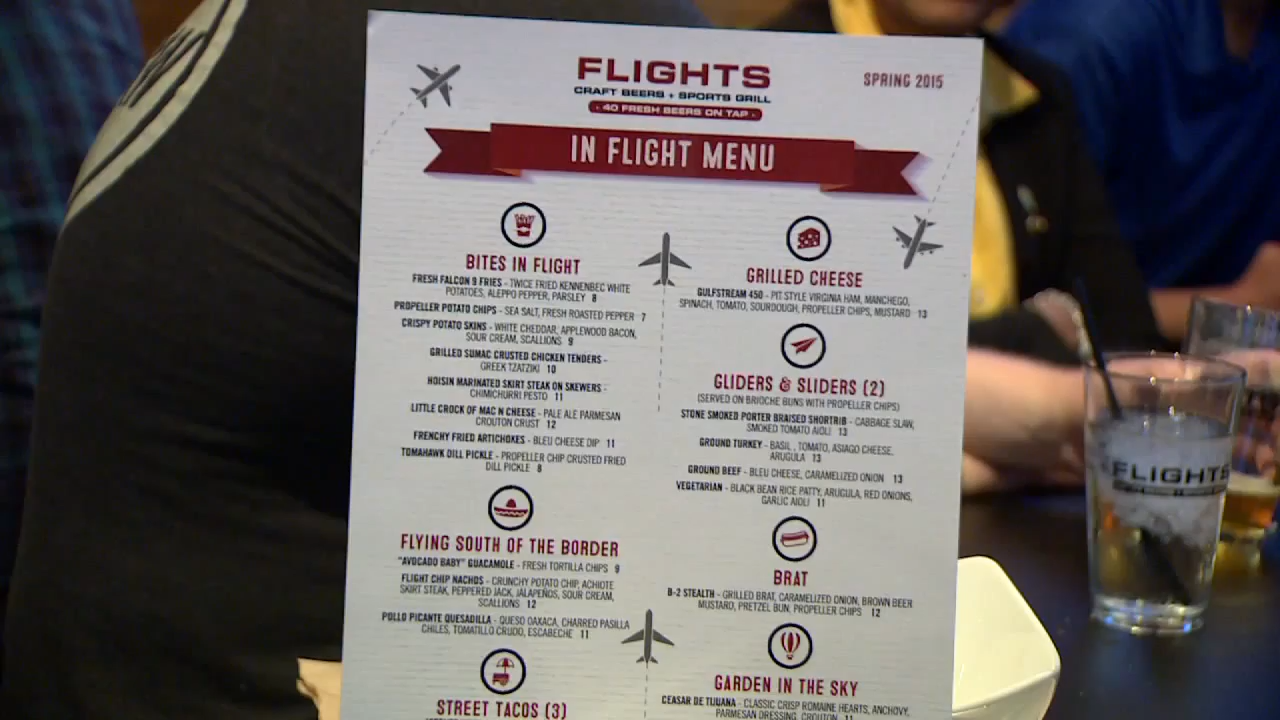 FLIGHTS
CRAFT BEERS + SPORTS GRILL
• 40 FRESH BEERS ON TAP •
SPRING 2015
IN FLIGHT MENU
BITES IN FLIGHT
FRESH FALCON 9 FRIES - TWICE FRIED KENNENBEC WHITE
POTATOES, ALEPPO PEPPER, PARSLEY 8
PROPELLER POTATO CHIPS - SEA SALT, FRESH ROASTED PEPPER 7
CRISPY POTATO SKINS - WHITE CHEDDAR, APPLEWOOD BACON,
SOUR CREAM, SCALLIONS 9
GRILLED SUMAC CRUSTED CHICKEN TENDERS -
GREEK TZATZIKI 10
HOISIN MARINATED SKIRT STEAK ON SKEWERS -
CHIMICHURRI PESTO 11
LITTLE CROCK OF MAC N CHEESE - PALE ALE PARMESAN
CROUTON CRUST 12
FRENCHY FRIED ARTICHOKES - BLEU CHEESE DIP 11
TOMAHAWK DILL PICKLE - PROPELLER CHIP CRUSTED FRIED
DILL PICKLE 8
FLYING SOUTH OF THE BORDER
"AVOCADO BABY" GUACAMOLE - FRESH TORTILLA CHIPS 9
FLIGHT CHIP NACHOS - CRUNCHY POTATO CHIP, ACHIOTE
SKIRT STEAK, PEPPERED JACK, JALAPEÑOS, SOUR CREAM,
SCALLIONS 12
POLLO PICANTE QUESADILLA - QUESO OAXACA, CHARRED PASILLA
CHILES, TOMATILLO CRUDO, ESCABECHE 11
STREET TACOS (3)
GRILLED CHEESE
GULFSTREAM 450 - PIT STYLE VIRGINIA HAM, MANCHEGO,
SPINACH, TOMATO, SOURDOUGH, PROPELLER CHIPS, MUSTARD 13
GLIDERS & SLIDERS (2)
(SERVED ON BRIOCHE BUNS WITH PROPELLER CHIPS)
STONE SMOKED PORTER BRAISED SHORTRIB - CABBAGE SLAW,
SMOKED TOMATO AIOLI 13
GROUND TURKEY - BASIL, TOMATO, ASIAGO CHEESE,
ARUGULA 13
GROUND BEEF - BLEU CHEESE, CARAMELIZED ONION 13
VEGETARIAN - BLACK BEAN RICE PATTY, ARUGULA, RED ONIONS,
GARLIC AIOLI 11
BRAT
B-2 STEALTH - GRILLED BRAT, CARAMELIZED ONION, BROWN BEER
MUSTARD, PRETZEL BUN, PROPELLER CHIPS 12
GARDEN IN THE SKY
CEASAR DE TIJUANA - CLASSIC CRISP ROMAINE HEARTS, ANCHOVY,
PARMESAN DRESSING, CROUTON 11
FLIGHTS